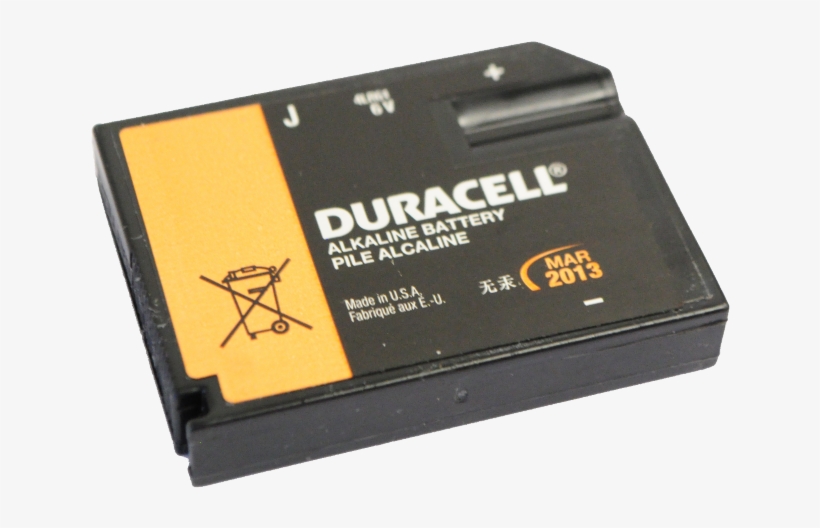 J
4LR61
6V
+
DURACELL®
ALKALINE BATTERY
PILE ALCALINE
Made in U.S.A.
Fabriqué aux É.-U.
无汞
MAR
2013
–